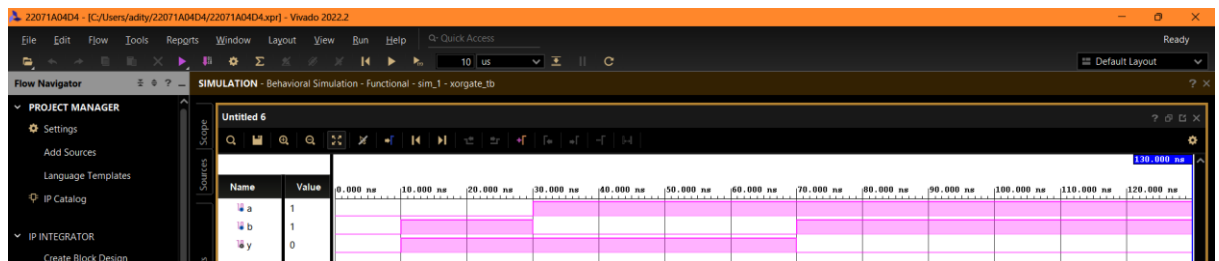 22071A04D4 - [C:/Users/adity/22071A04D4/22071A04D4.xpr] - Vivado 2022.2
File Edit Flow Tools Reports Window Layout View Run Help Q- Quick Access Ready
10 us Default Layout
Flow Navigator SIMULATION - Behavioral Simulation - Functional - sim_1 - xorgate_tb
PROJECT MANAGER
Settings
Add Sources
Language Templates
IP Catalog
IP INTEGRATOR
Create Block Design
Scope
Sources
Untitled 6
130.000 ns
Name Value 0.000 ns 10.000 ns 20.000 ns 30.000 ns 40.000 ns 50.000 ns 60.000 ns 70.000 ns 80.000 ns 90.000 ns 100.000 ns 110.000 ns 120.000 ns
a 1
b 1
y 0